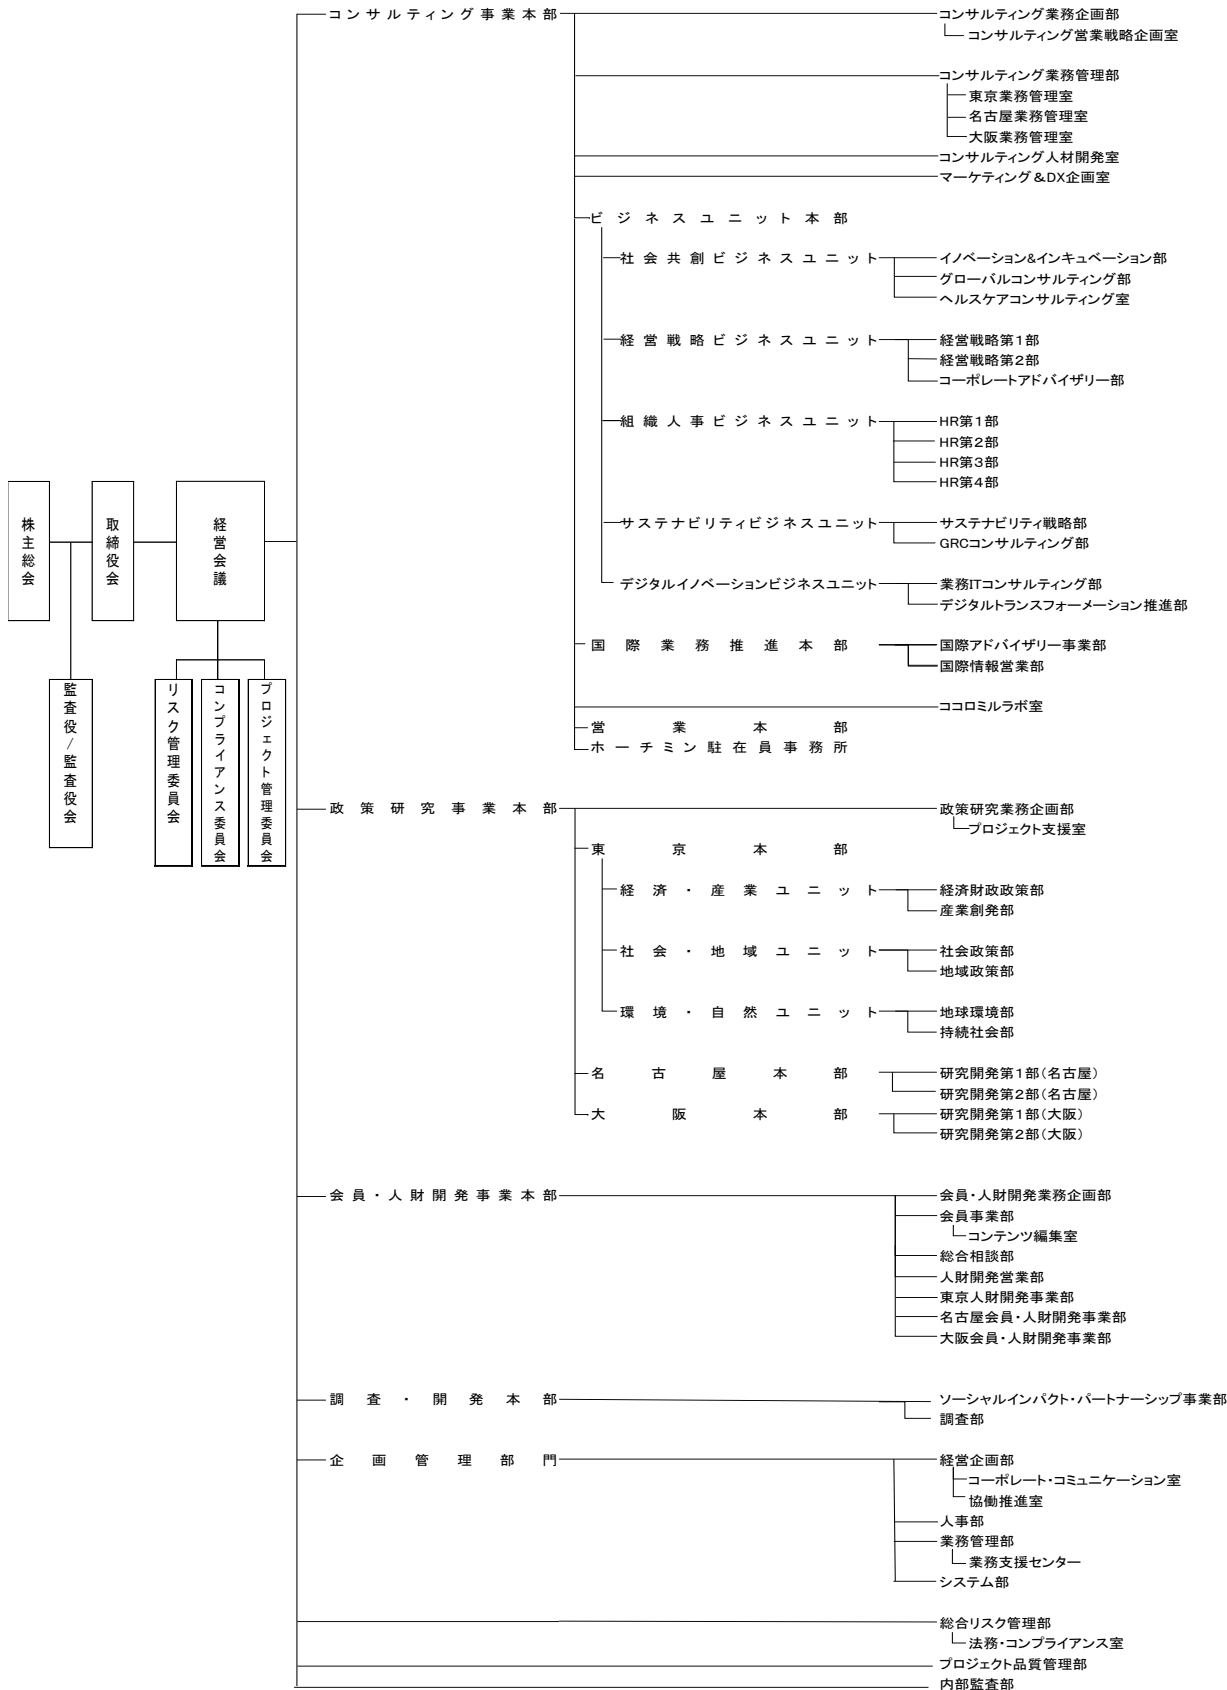 株主総会
取締役会
経営会議
監査役/監査役会
リスク管理委員会
コンプライアンス委員会
プロジェクト管理委員会
コンサルティング事業本部
コンサルティング業務企画部
コンサルティング営業戦略企画室
コンサルティング業務管理部
東京業務管理室
名古屋業務管理室
大阪業務管理室
コンサルティング人材開発室
マーケティング&DX企画室
ビジネスユニット本部
社会共創ビジネスユニット
イノベーション&インキュベーション部
グローバルコンサルティング部
ヘルスケアコンサルティング室
経営戦略ビジネスユニット
経営戦略第1部
経営戦略第2部
コーポレートアドバイザリー部
組織人事ビジネスユニット
HR第1部
HR第2部
HR第3部
HR第4部
サステナビリティビジネスユニット
サステナビリティ戦略部
GRCコンサルティング部
デジタルイノベーションビジネスユニット
業務ITコンサルティング部
デジタルトランスフォーメーション推進部
国際業務推進本部
国際アドバイザリー事業部
国際情報営業部
ココロミルラボ室
営業本部
ホーチミン駐在員事務所
政策研究事業本部
政策研究業務企画部
プロジェクト支援室
東京本部
経済・産業ユニット
経済財政政策部
産業創発部
社会・地域ユニット
社会政策部
地域政策部
環境・自然ユニット
地球環境部
持続社会部
名古屋本部
研究開発第1部(名古屋)
研究開発第2部(名古屋)
大阪本部
研究開発第1部(大阪)
研究開発第2部(大阪)
会員・人財開発事業本部
会員・人財開発業務企画部
会員事業部
コンテンツ編集室
総合相談部
人財開発営業部
東京人財開発事業部
名古屋会員・人財開発事業部
大阪会員・人財開発事業部
調査・開発本部
ソーシャルインパクト・パートナーシップ事業部
調査部
企画管理部門
経営企画部
コーポレート・コミュニケーション室
協働推進室
人事部
業務管理部
業務支援センター
システム部
総合リスク管理部
法務・コンプライアンス室
プロジェクト品質管理部
内部監査部